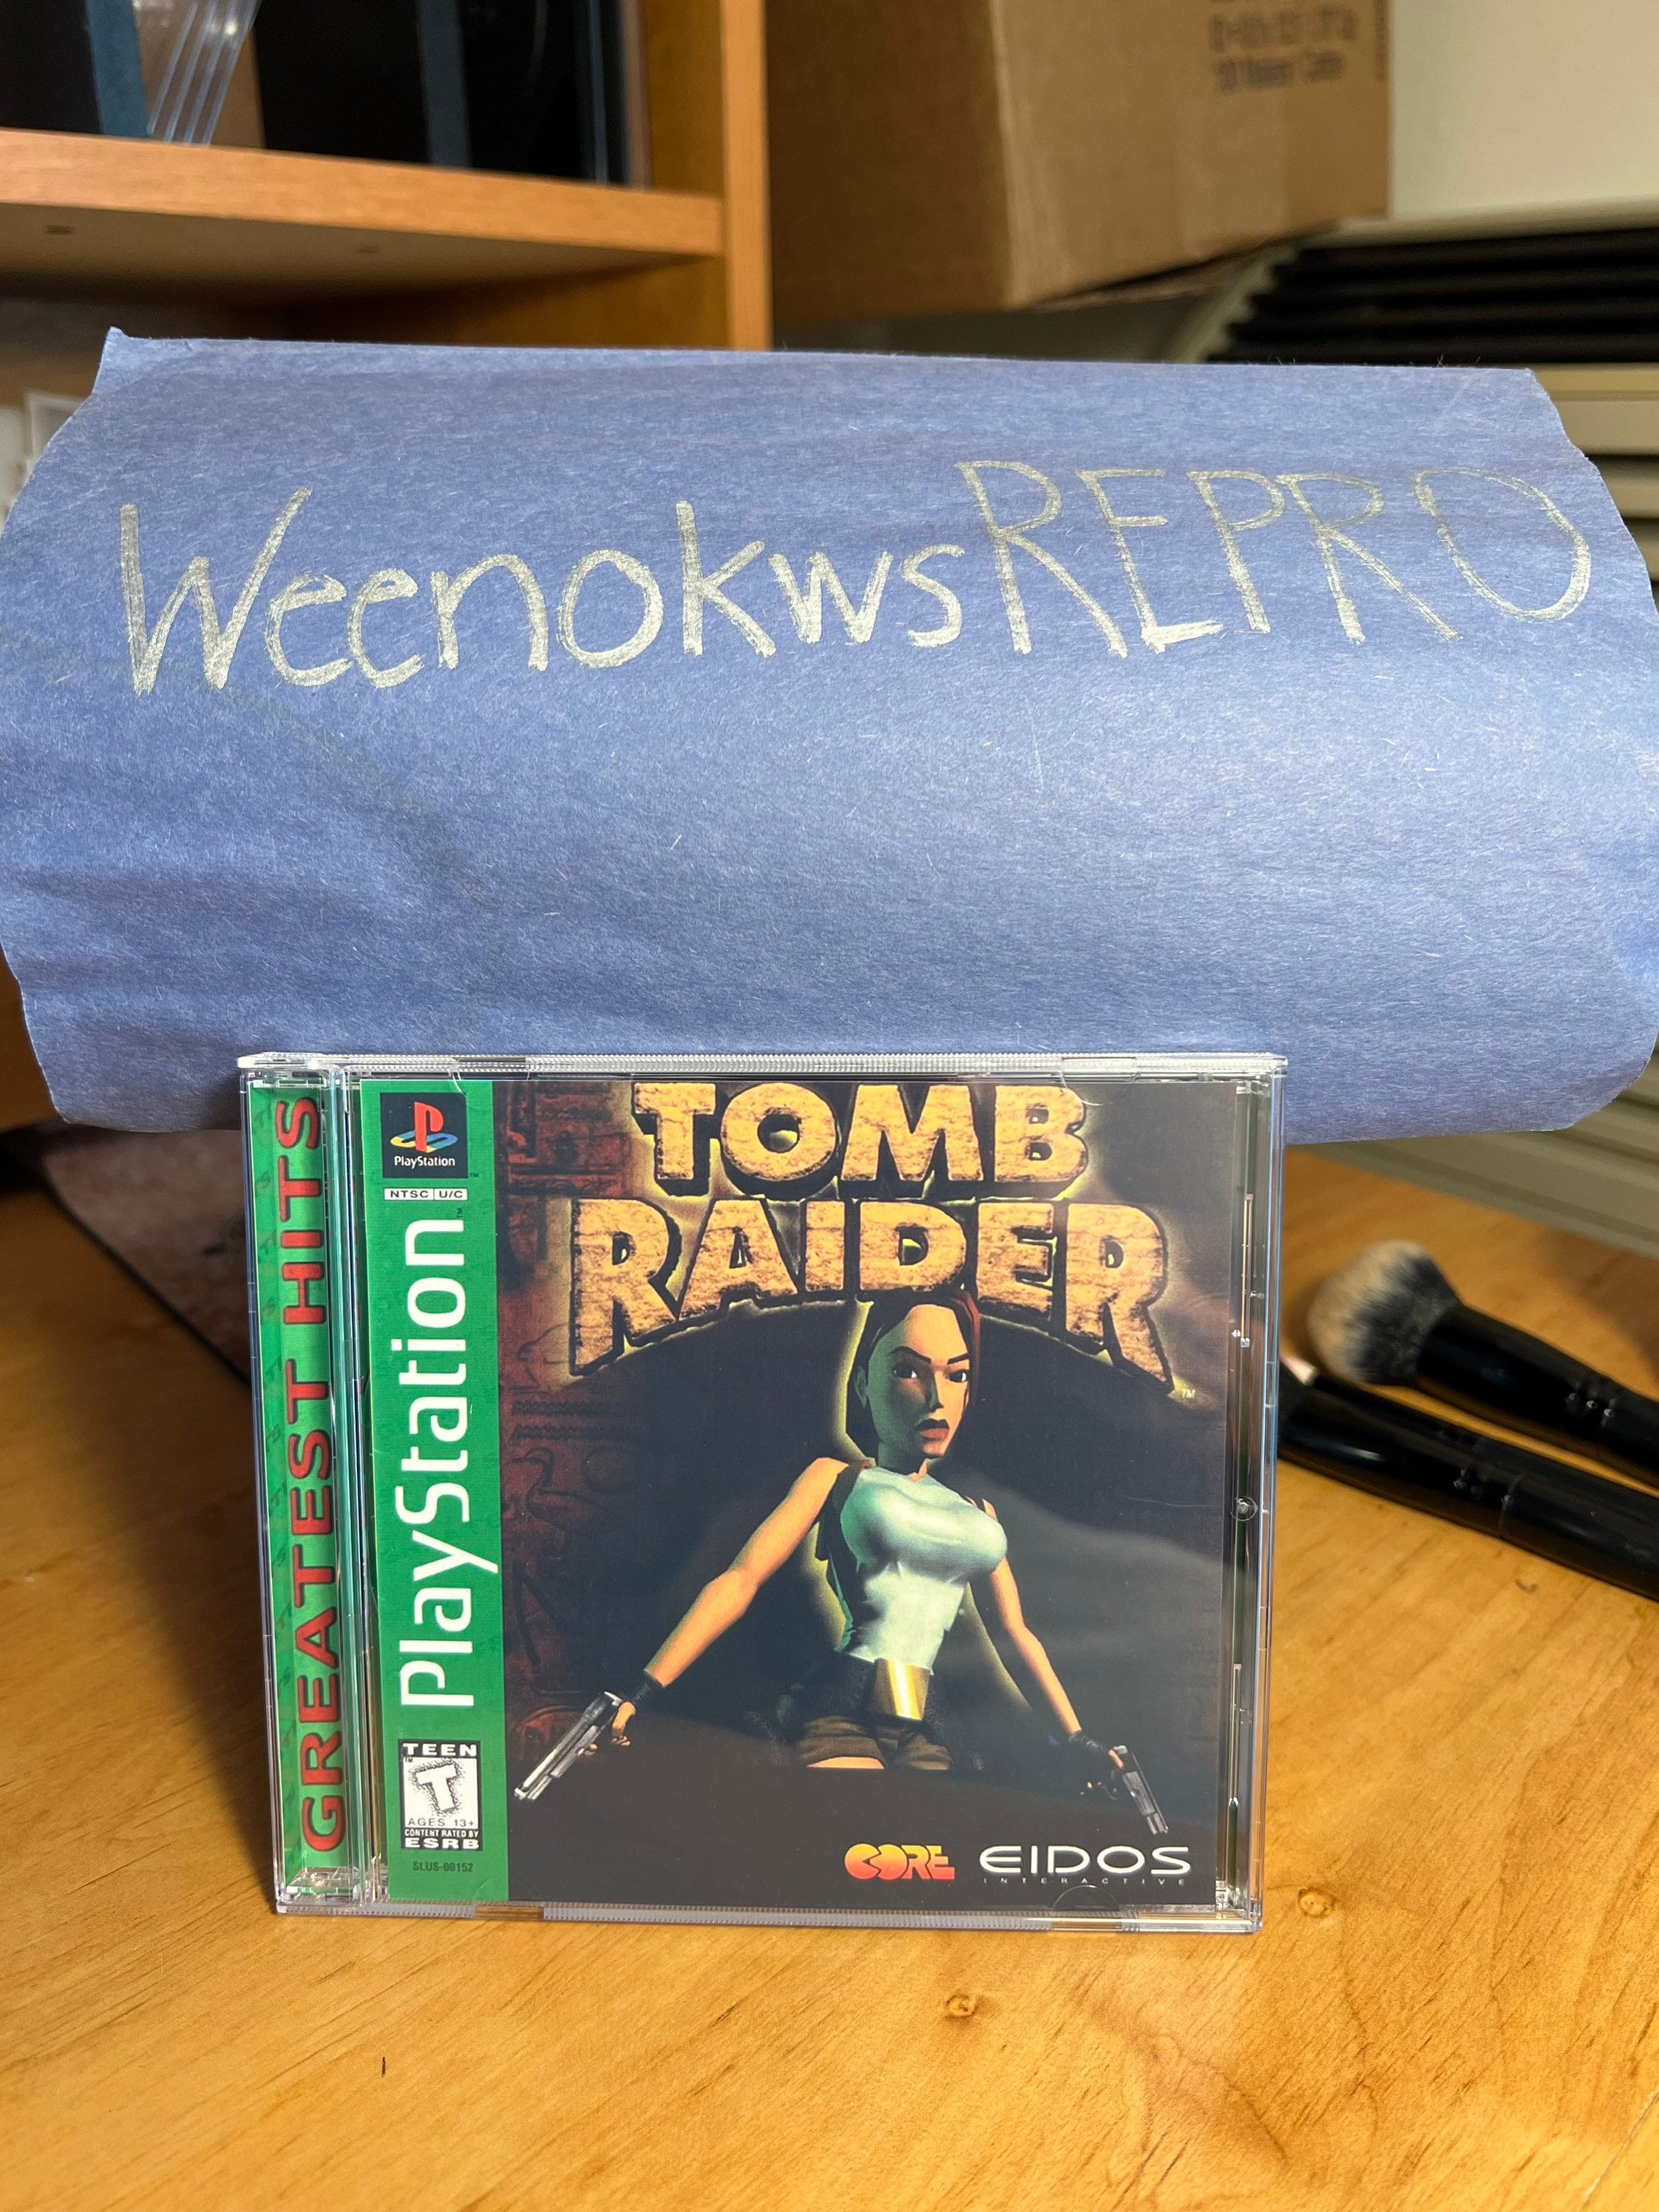 WeenokwsREPRO
GREATEST HITS
PlayStation
NTSC U/C
PlayStation
TEEN
T
AGES 13+
CONTENT RATED BY
ESRB
SLUS-00152
TOMB
RAIDER
TM
CORE
EIDOS
INTERACTIVE